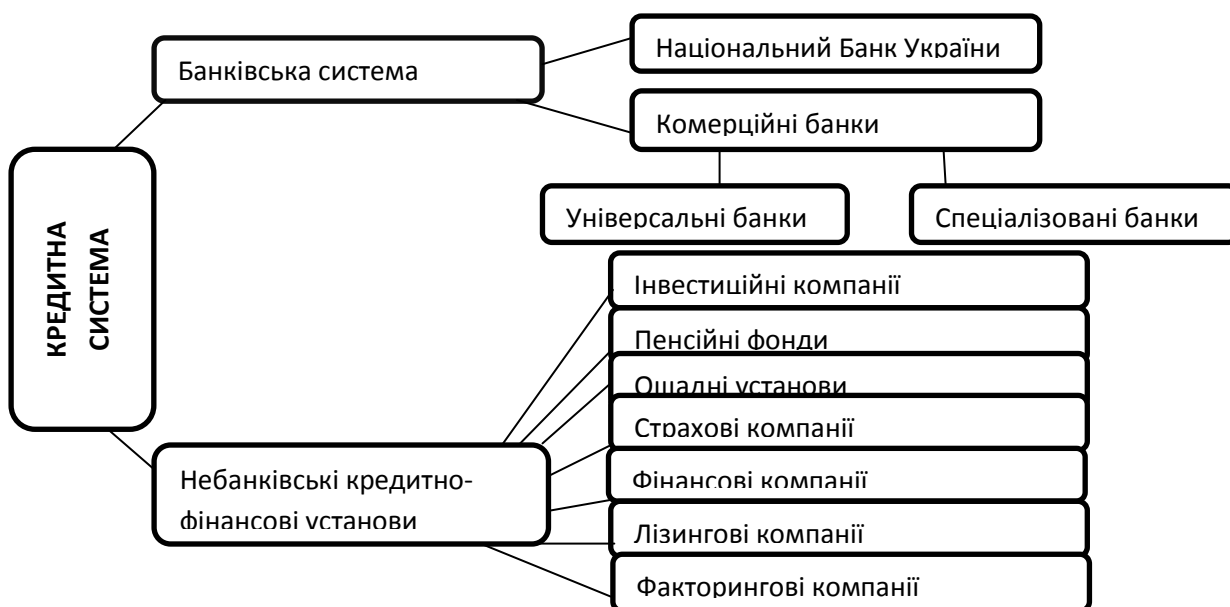 Національний Банк України
Банківська система
Комерційні банки
Універсальні банки
Спеціалізовані банки
КРЕДИТНА
СИСТЕМА
Інвестиційні компанії
Пенсійні фонди
Ощадні установи
Страхові компанії
Небанківські кредитно-
фінансові установи
Фінансові компанії
Лізингові компанії
Факторингові компанії